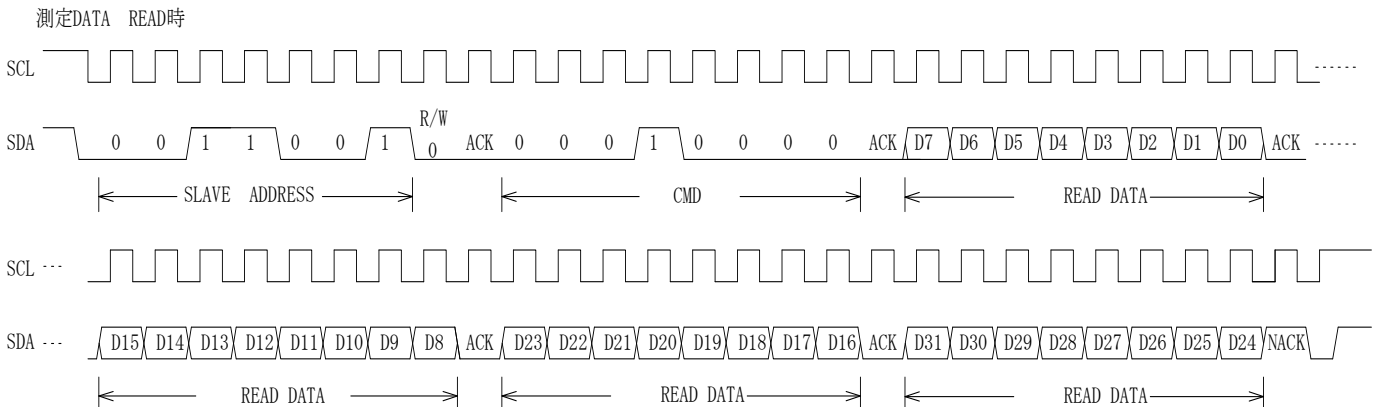 測定DATA READ時
SCL ------
R/W
SDA 0 0 1 1 0 0 1 0 ACK 0 0 0 1 0 0 0 0 ACK D7 D6 D5 D4 D3 D2 D1 D0 ACK ------
SLAVE ADDRESS CMD READ DATA
SCL ---
SDA --- D15 D14 D13 D12 D11 D10 D9 D8 ACK D23 D22 D21 D20 D19 D18 D17 D16 ACK D31 D30 D29 D28 D27 D26 D25 D24 NACK
READ DATA READ DATA READ DATA